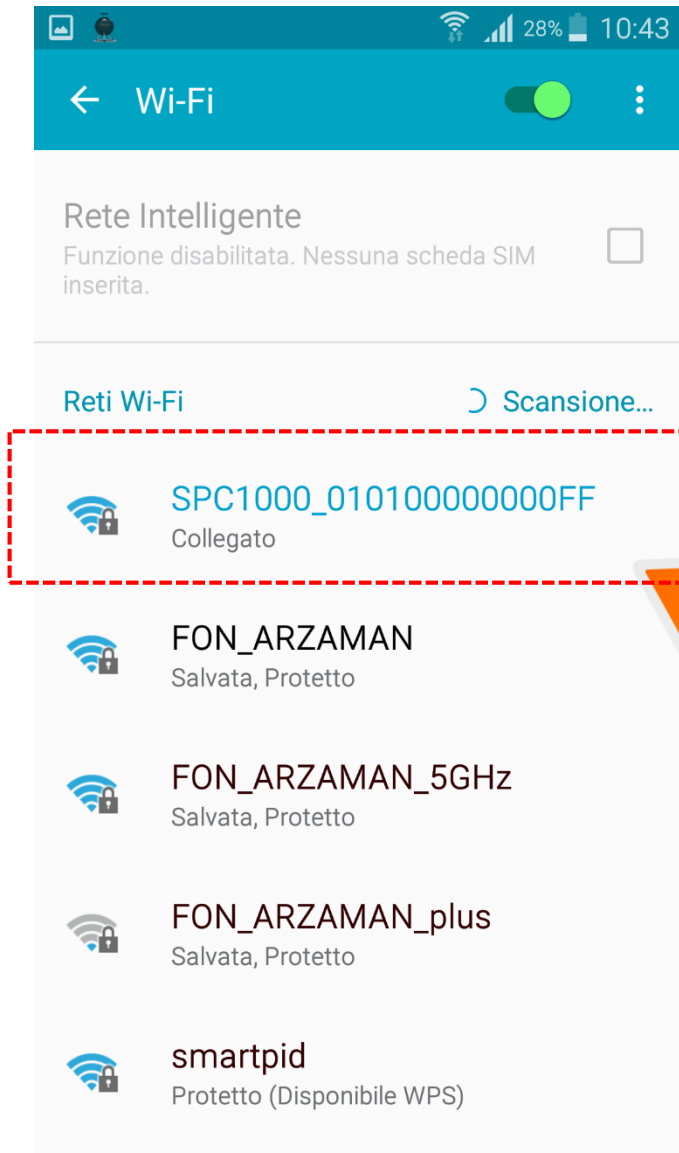 28% 10:43
Wi-Fi
Rete Intelligente
Funzione disabilitata. Nessuna scheda SIM
inserita.
Reti Wi-Fi Scansione...
SPC1000_010100000000FF
Collegato
FON_ARZAMAN
Salvata, Protetto
FON_ARZAMAN_5GHz
Salvata, Protetto
FON_ARZAMAN_plus
Salvata, Protetto
smartpid
Protetto (Disponibile WPS)